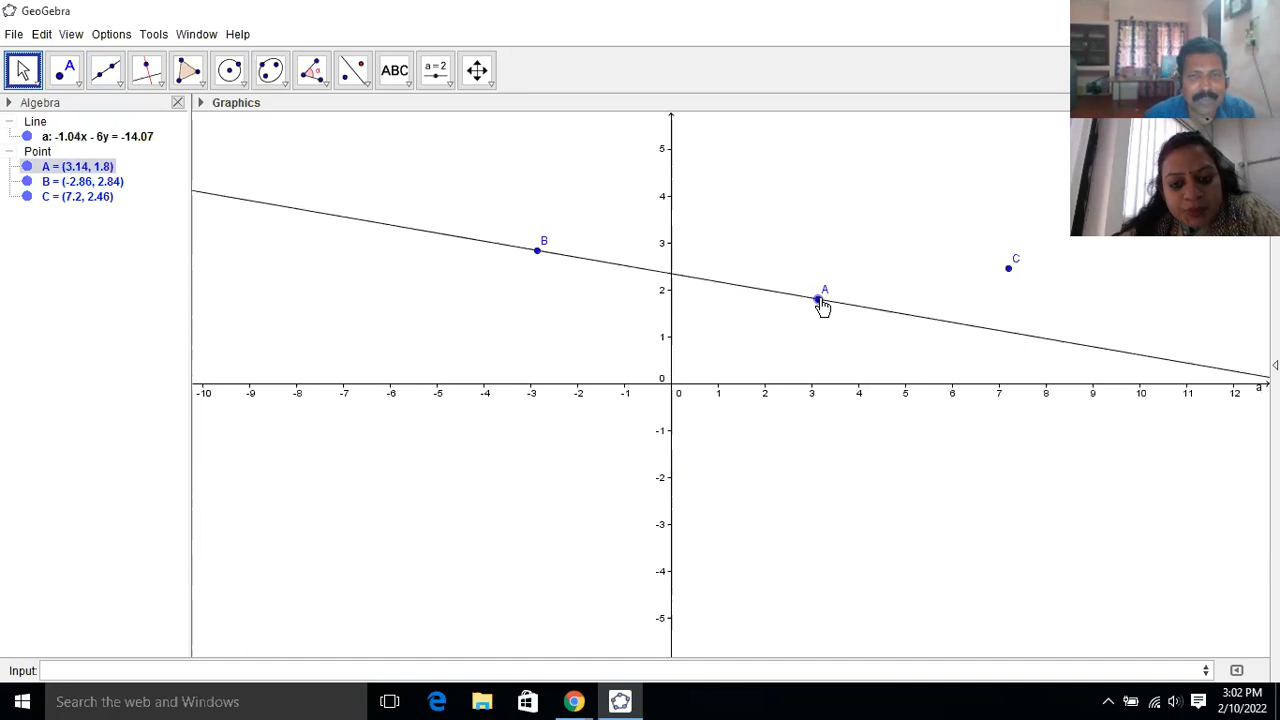 GeoGebra
File Edit View Options Tools Window Help
A ABC a=2
Algebra Graphics
Line
a: -1.04x - 6y = -14.07
Point
A = (3.14, 1.8)
B = (-2.86, 2.84)
C = (7.2, 2.46)
5
4
3
2
1
0
-1
-2
-3
-4
-5
-10 -9 -8 -7 -6 -5 -4 -3 -2 -1 0 1 2 3 4 5 6 7 8 9 10 11 12
B
A
C
a
Input:
Search the web and Windows
3:02 PM
2/10/2022